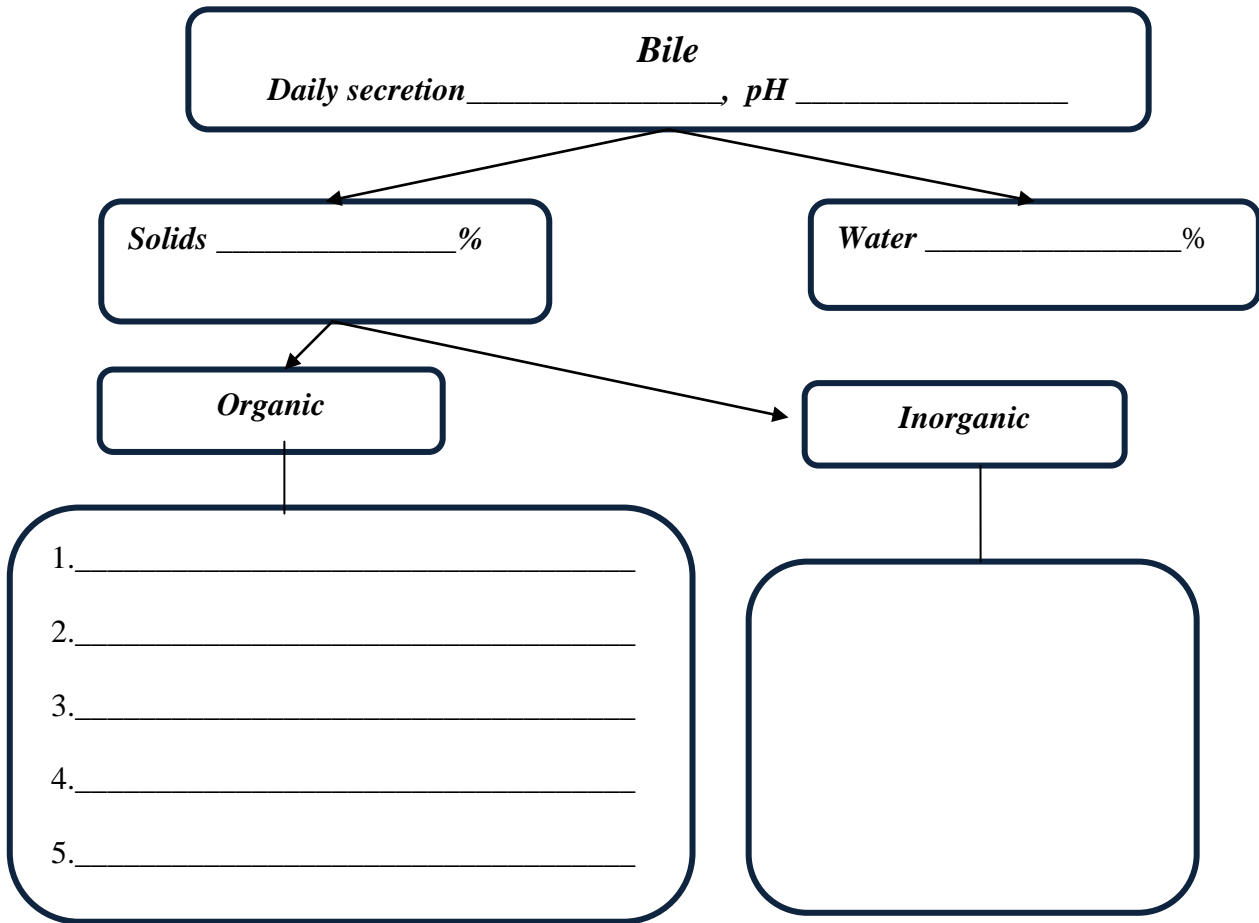 Bile
Daily secretion________________, pH _________________
Solids _______________%
Water ________________%
Organic
Inorganic
1.___________________________________
2.___________________________________
3.___________________________________
4.___________________________________
5.___________________________________